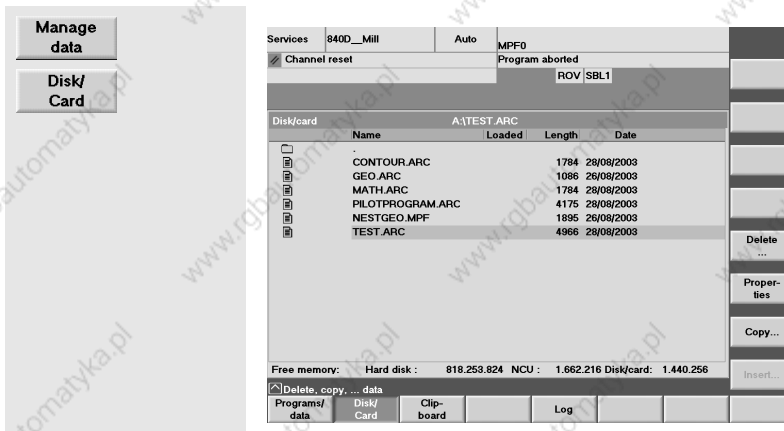 Manage
data
Disk/
Card
Services 840D__Mill Auto MPF0
Channel reset Program aborted
ROV SBL1
Disk/card A:\TEST.ARC
Name Loaded Length Date
.
CONTOUR.ARC 1784 28/08/2003
GEO.ARC 1086 26/08/2003
MATH.ARC 1784 28/08/2003
PILOTPROGRAM.ARC 4175 28/08/2003
NESTGEO.MPF 1895 26/08/2003
TEST.ARC 4966 28/08/2003
Delete
...
Proper-
ties
Copy...
Insert...
Free memory: Hard disk : 818.253.824 NCU : 1.662.216 Disk/card: 1.440.256
Delete, copy, ... data
Programs/
data
Disk/
Card
Clip-
board
Log
www.rgbautomatyka.pl